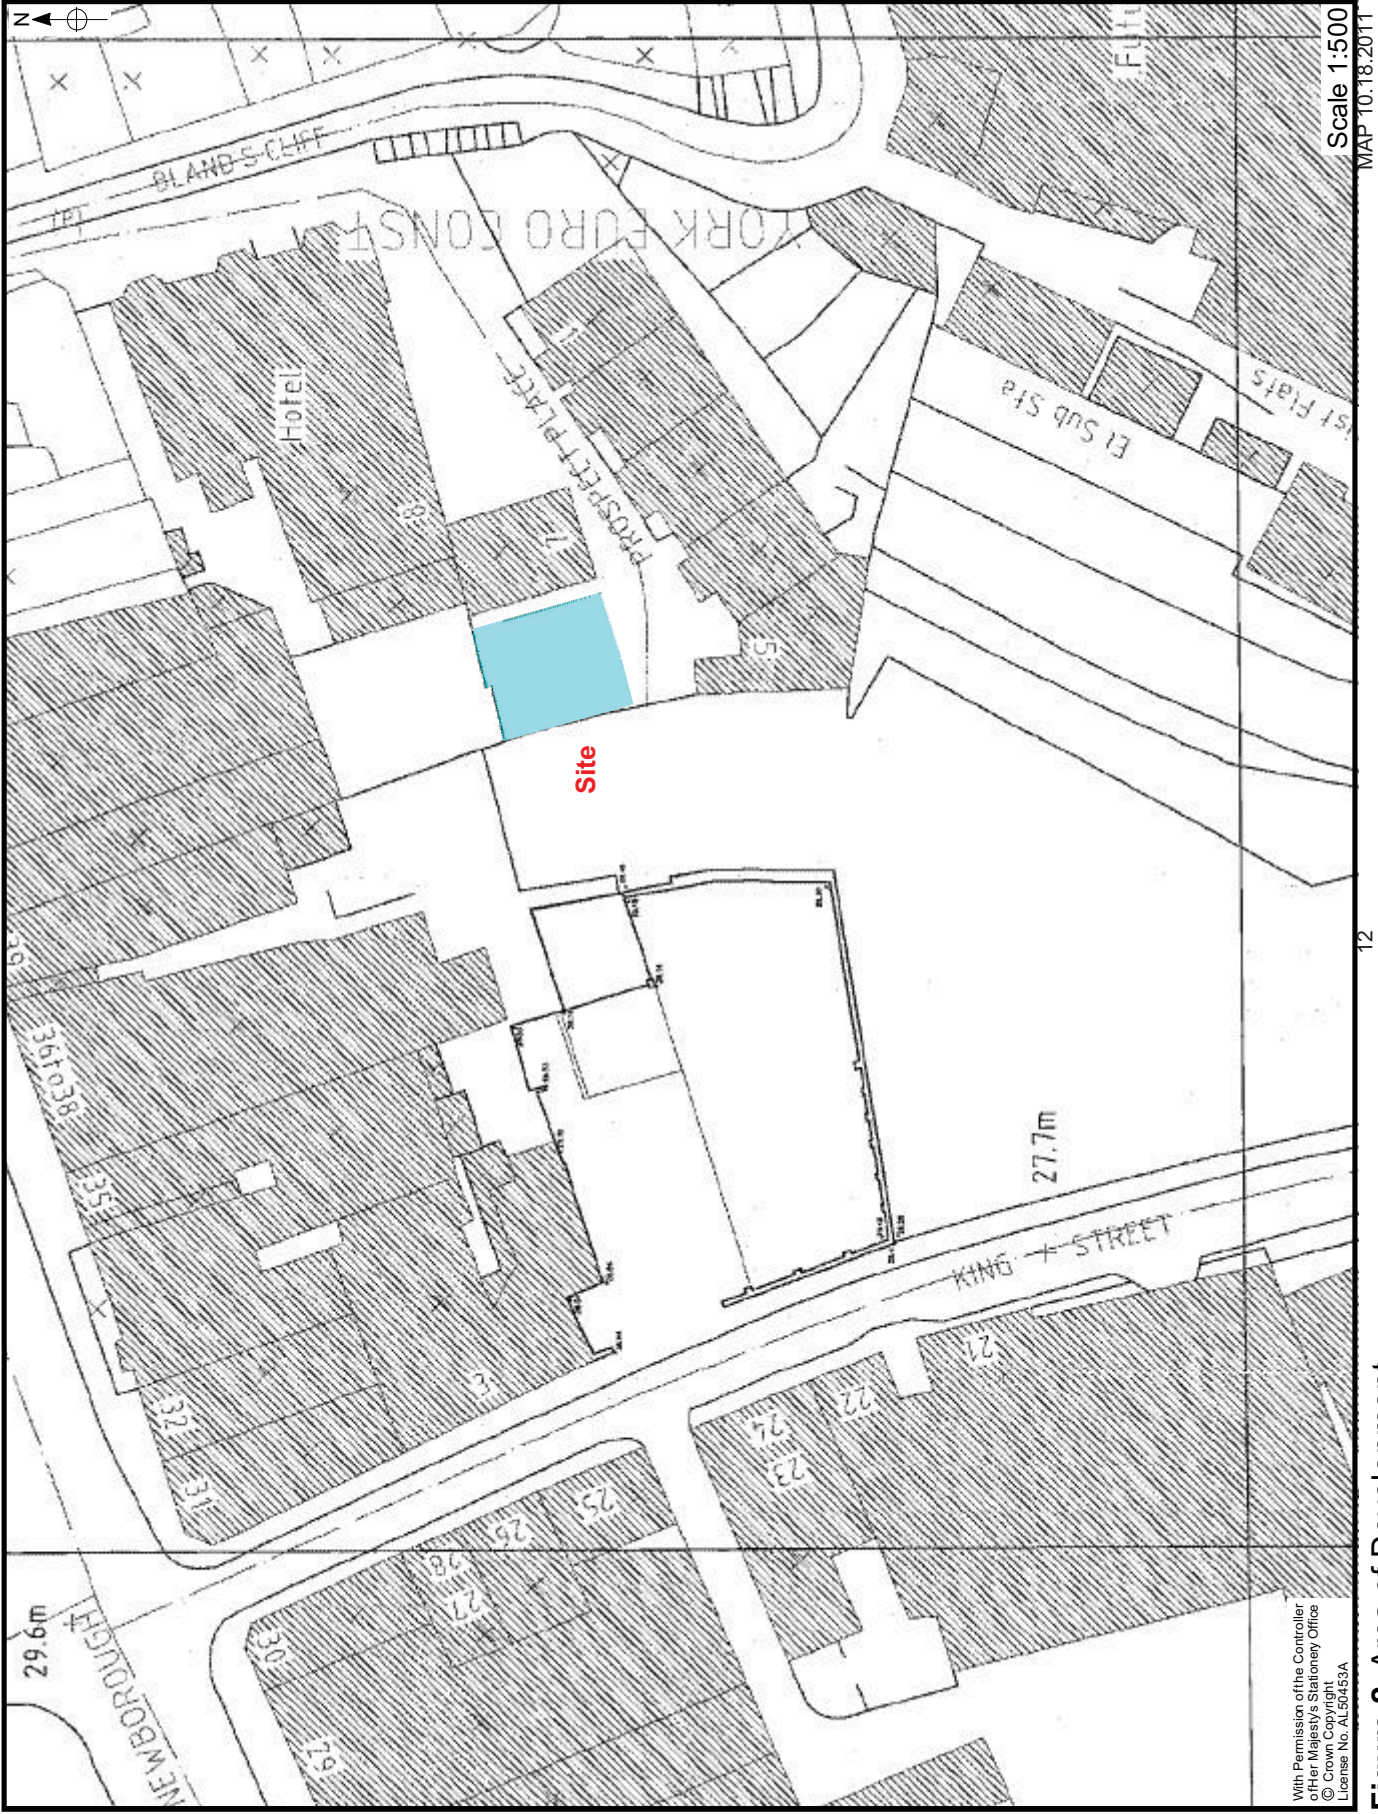 N
Scale 1:500
MAP 10.18.2011
12
29.6m
NEWBOROUGH
39
36to38
35
32
31
30
29
28
27
26
25
24
23
22
21
3
KING STREET
27.7m
Site
Hotel
8
7
PROSPECT PLACE
1
5
BLAND S CLIFF
YORK EURO CONST
El Sub Sta
Flats
With Permission of the Controller
of Her Majesty's Stationery Office
© Crown Copyright
License No. AL50453A